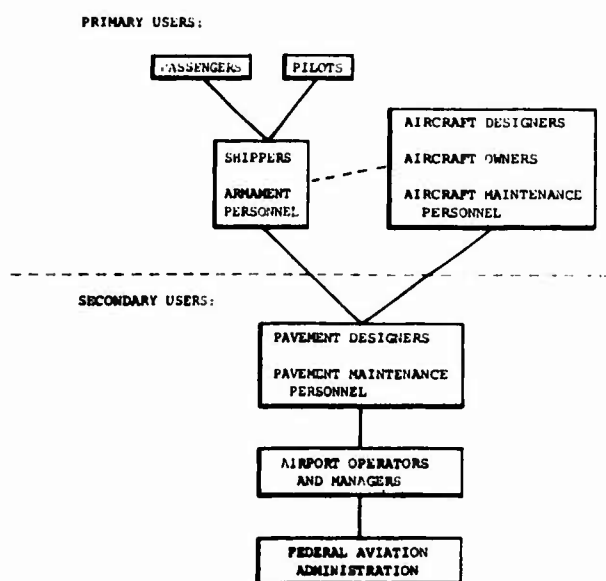 PRIMARY USERS:
PASSENGERS
PILOTS
SHIPPERS
ARMAMENT
PERSONNEL
AIRCRAFT DESIGNERS
AIRCRAFT OWNERS
AIRCRAFT MAINTENANCE
PERSONNEL
SECONDARY USERS:
PAVEMENT DESIGNERS
PAVEMENT MAINTENANCE
PERSONNEL
AIRPORT OPERATORS
AND MANAGERS
FEDERAL AVIATION
ADMINISTRATION